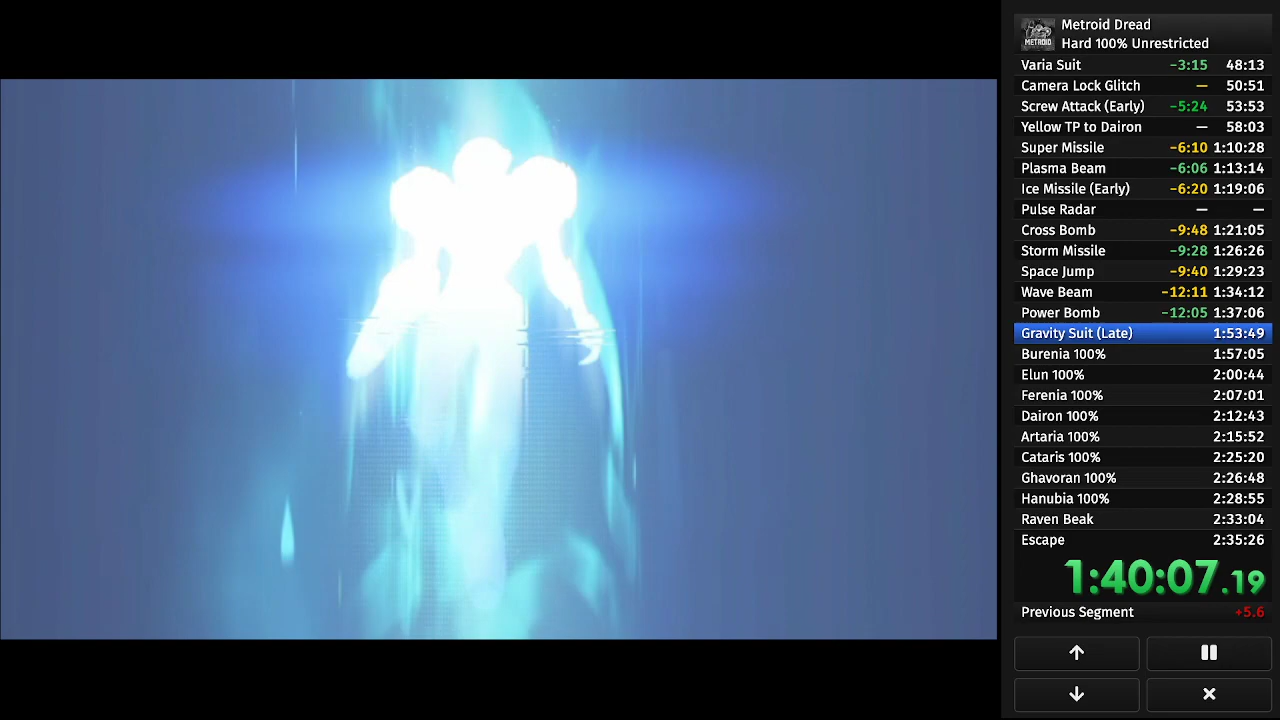 Metroid Dread
Hard 100% Unrestricted
METROID
Varia Suit −3:15 48:13
Camera Lock Glitch — 50:51
Screw Attack (Early) −5:24 53:53
Yellow TP to Dairon — 58:03
Super Missile −6:10 1:10:28
Plasma Beam −6:06 1:13:14
Ice Missile (Early) −6:20 1:19:06
Pulse Radar — —
Cross Bomb −9:48 1:21:05
Storm Missile −9:28 1:26:26
Space Jump −9:40 1:29:23
Wave Beam −12:11 1:34:12
Power Bomb −12:05 1:37:06
Gravity Suit (Late) 1:53:49
Burenia 100% 1:57:05
Elun 100% 2:00:44
Ferenia 100% 2:07:01
Dairon 100% 2:12:43
Artaria 100% 2:15:52
Cataris 100% 2:25:20
Ghavoran 100% 2:26:48
Hanubia 100% 2:28:55
Raven Beak 2:33:04
Escape 2:35:26
1:40:07.19
Previous Segment +5.6